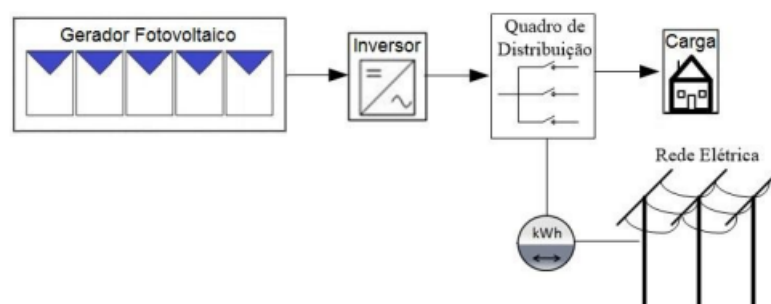 Gerador Fotovoltaico
Inversor
Quadro de
Distribuição
Carga
Rede Elétrica
kWh